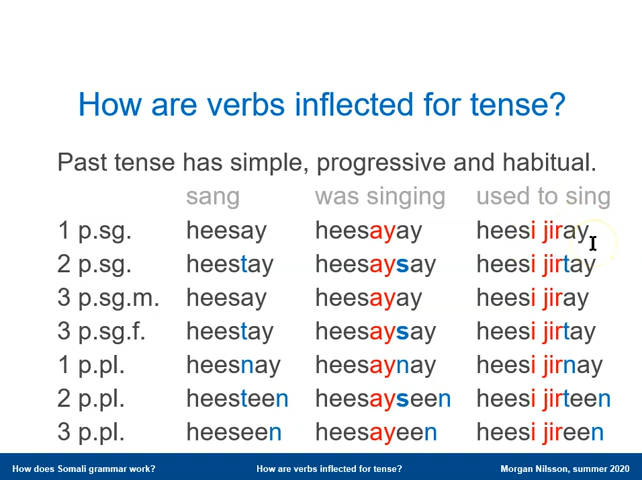 How are verbs inflected for tense?
Past tense has simple, progressive and habitual.
sang was singing used to sing
1 p.sg. heesay heesayay heesi jiray
2 p.sg. heestay heesaysay heesi jirtay
3 p.sg.m. heesay heesayay heesi jiray
3 p.sg.f. heestay heesaysay heesi jirtay
1 p.pl. heesnay heesaynay heesi jirnay
2 p.pl. heesteen heesayseen heesi jirteen
3 p.pl. heeseen heesayeen heesi jireen
How does Somali grammar work? How are verbs inflected for tense? Morgan Nilsson, summer 2020